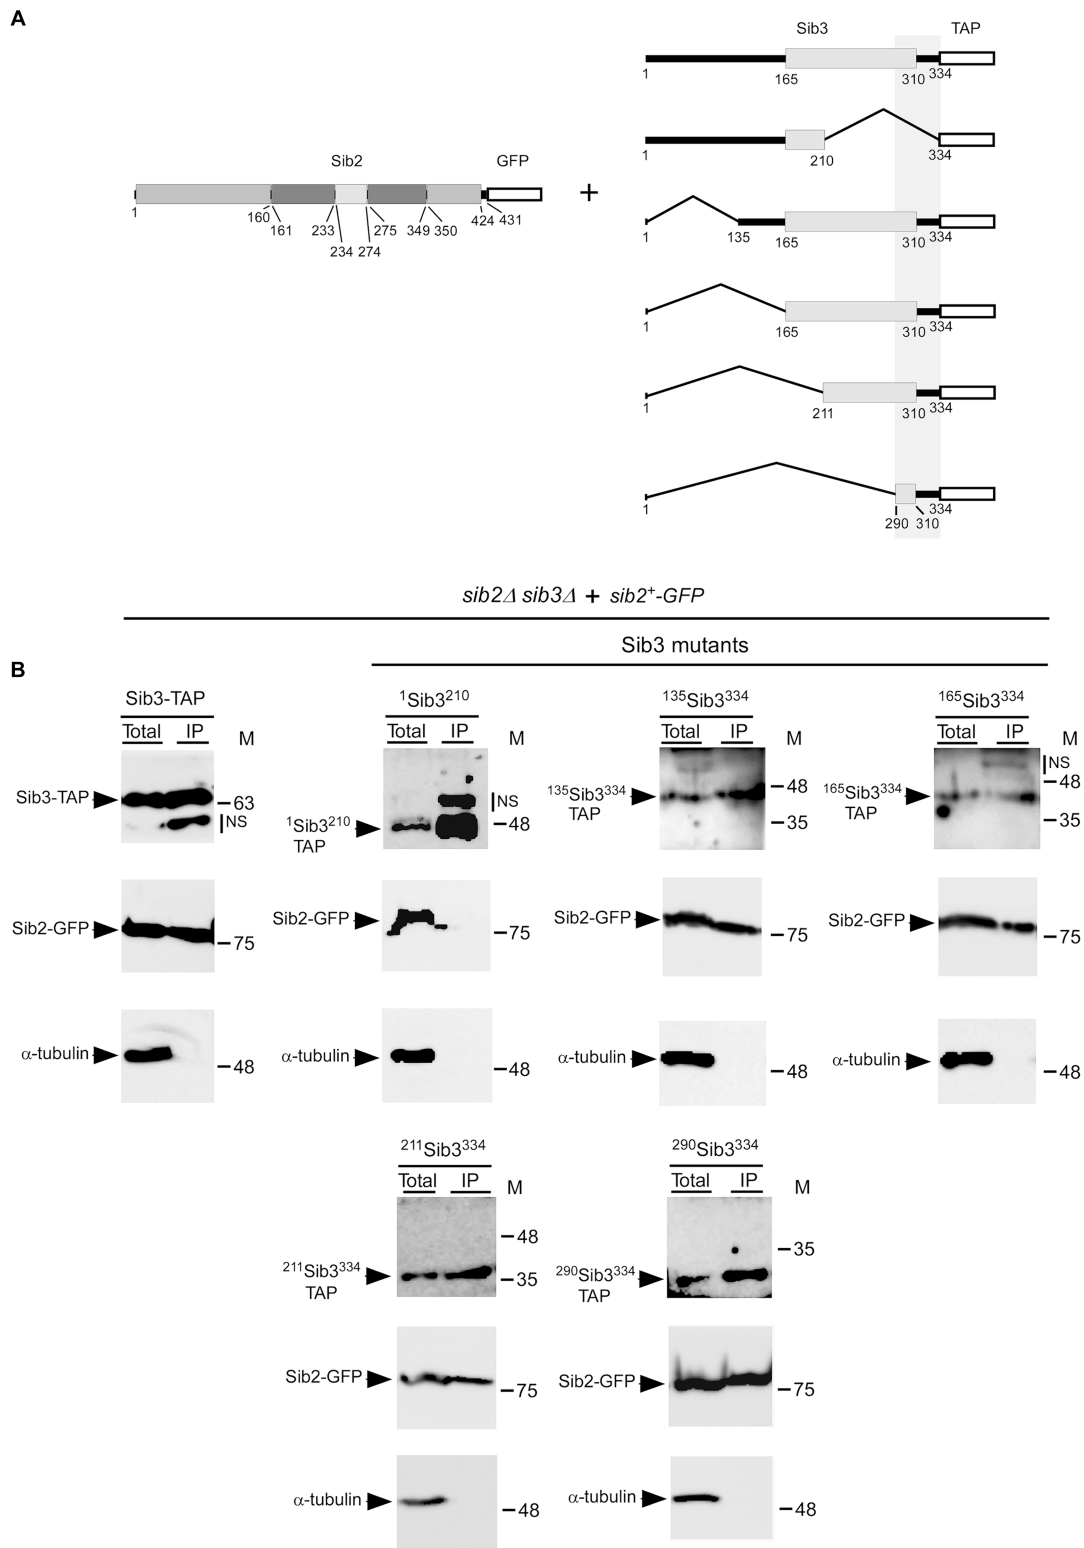 A
Sib3 TAP
1 165 310 334
1 210 334
Sib2 GFP
+
1 160 161 233 234 274 275 349 350 424 431
1 135 165 310 334
1 165 310 334
1 211 310 334
1 290 310 334
sib2Δ sib3Δ + sib2⁺-GFP
Sib3 mutants
B
Sib3-TAP
Total IP M
Sib3-TAP 63
NS
Sib2-GFP 75
α-tubulin 48
¹Sib3²¹⁰
Total IP M
NS
¹Sib3²¹⁰ 48
TAP
Sib2-GFP 75
α-tubulin 48
¹³⁵Sib3³³⁴
Total IP M
48
¹³⁵Sib3³³⁴
TAP 35
Sib2-GFP 75
α-tubulin 48
¹⁶⁵Sib3³³⁴
Total IP M
NS
48
¹⁶⁵Sib3³³⁴
TAP 35
Sib2-GFP 75
α-tubulin 48
²¹¹Sib3³³⁴
Total IP M
48
²¹¹Sib3³³⁴ 35
TAP
Sib2-GFP 75
α-tubulin 48
²⁹⁰Sib3³³⁴
Total IP M
35
²⁹⁰Sib3³³⁴
TAP
Sib2-GFP 75
α-tubulin 48